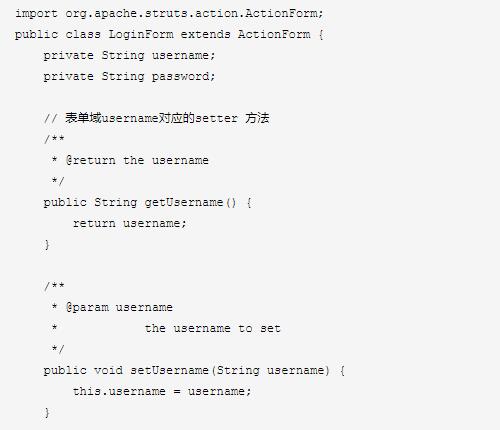 import org.apache.struts.action.ActionForm;
public class LoginForm extends ActionForm {
    private String username;
    private String password;

    // 表单域username对应的setter 方法
    /**
     * @return the username
     */
    public String getUsername() {
        return username;
    }

    /**
     * @param username
     *            the username to set
     */
    public void setUsername(String username) {
        this.username = username;
    }